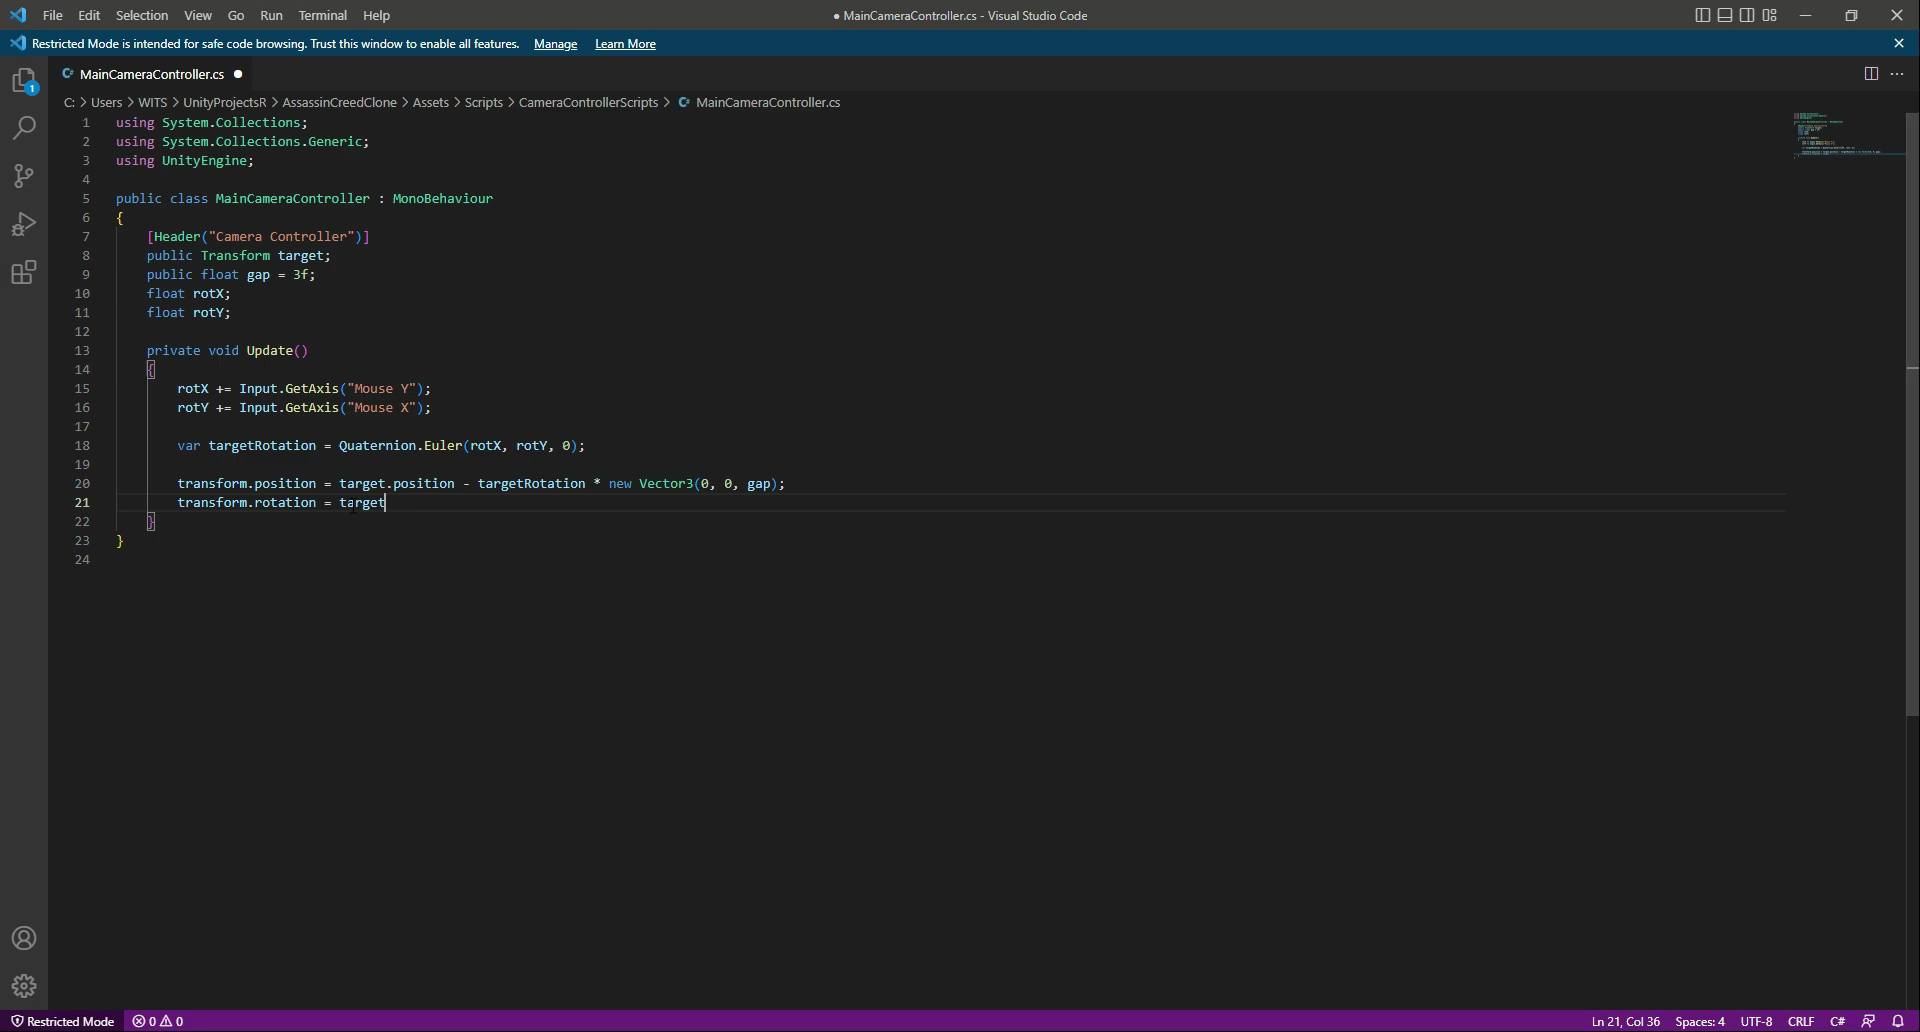 File Edit Selection View Go Run Terminal Help
● MainCameraController.cs - Visual Studio Code
Restricted Mode is intended for safe code browsing. Trust this window to enable all features. Manage Learn More
1
C# MainCameraController.cs ●
C: > Users > WITS > UnityProjectsR > AssassinCreedClone > Assets > Scripts > CameraControllerScripts > C# MainCameraController.cs
1 using System.Collections;
2 using System.Collections.Generic;
3 using UnityEngine;
4
5 public class MainCameraController : MonoBehaviour
6 {
7 [Header("Camera Controller")]
8 public Transform target;
9 public float gap = 3f;
10 float rotX;
11 float rotY;
12
13 private void Update()
14 {
15 rotX += Input.GetAxis("Mouse Y");
16 rotY += Input.GetAxis("Mouse X");
17
18 var targetRotation = Quaternion.Euler(rotX, rotY, 0);
19
20 transform.position = target.position - targetRotation * new Vector3(0, 0, gap);
21 transform.rotation = target
22 }
23 }
24
Restricted Mode 0 0
Ln 21, Col 36 Spaces: 4 UTF-8 CRLF C#